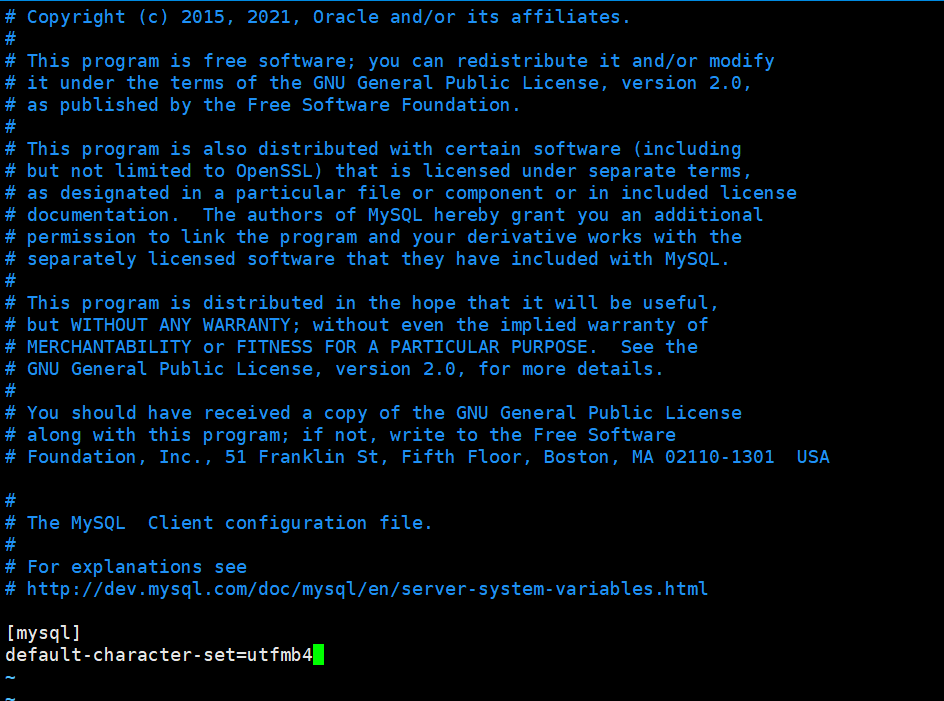 # Copyright (c) 2015, 2021, Oracle and/or its affiliates.
#
# This program is free software; you can redistribute it and/or modify
# it under the terms of the GNU General Public License, version 2.0,
# as published by the Free Software Foundation.
#
# This program is also distributed with certain software (including
# but not limited to OpenSSL) that is licensed under separate terms,
# as designated in a particular file or component or in included license
# documentation.  The authors of MySQL hereby grant you an additional
# permission to link the program and your derivative works with the
# separately licensed software that they have included with MySQL.
#
# This program is distributed in the hope that it will be useful,
# but WITHOUT ANY WARRANTY; without even the implied warranty of
# MERCHANTABILITY or FITNESS FOR A PARTICULAR PURPOSE.  See the
# GNU General Public License, version 2.0, for more details.
#
# You should have received a copy of the GNU General Public License
# along with this program; if not, write to the Free Software
# Foundation, Inc., 51 Franklin St, Fifth Floor, Boston, MA 02110-1301  USA

#
# The MySQL  Client configuration file.
#
# For explanations see
# http://dev.mysql.com/doc/mysql/en/server-system-variables.html

[mysql]
default-character-set=utfmb4
~
~